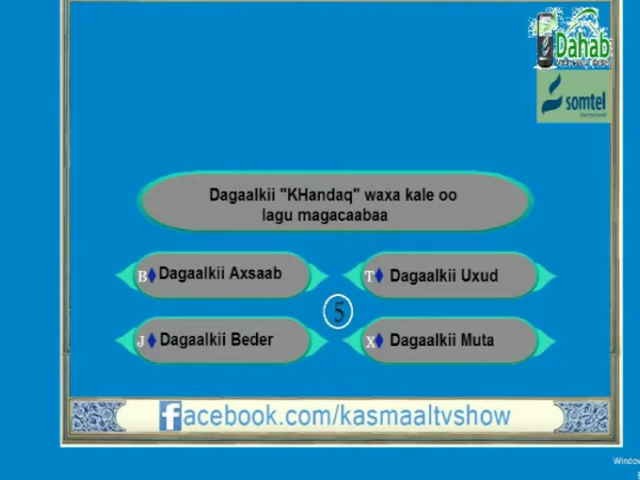 Dahab
somtel
Dagaalkii "KHandaq" waxa kale oo
lagu magacaabaa
B Dagaalkii Axsaab
T Dagaalkii Uxud
5
J Dagaalkii Beder
X Dagaalkii Muta
facebook.com/kasmaaltvshow
Window